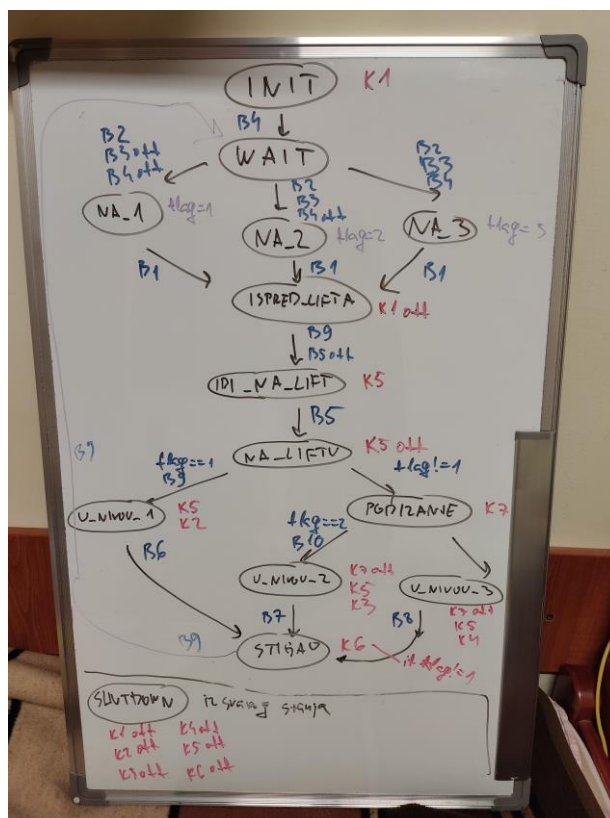 INIT K1
B4
WAIT
B2
B3 off
B4 off
B2
B3
B4 off
B2
B3
B4
NA_1 flag=1
NA_2 flag=2
NA_3 flag=3
B1
B1
B1
ISPRED_LIFTA K1 off
B9
B5 off
IDI_NA_LIFT K5
B5
NA_LIFTU K5 off
flag==1
B9
flag!=1
U_NIVOU_1 K5
K2
PODIZANJE K7
flag==2
B10
B6
U_NIVOU_2 K7 off
K5
K3
U_NIVOU_3
K5
K4
B7
B8
B9
STIGAO K6 if flag!=1
B9
SHUTDOWN iz svakog stanja
K1 off K4 off
K2 off K5 off
K3 off K6 off